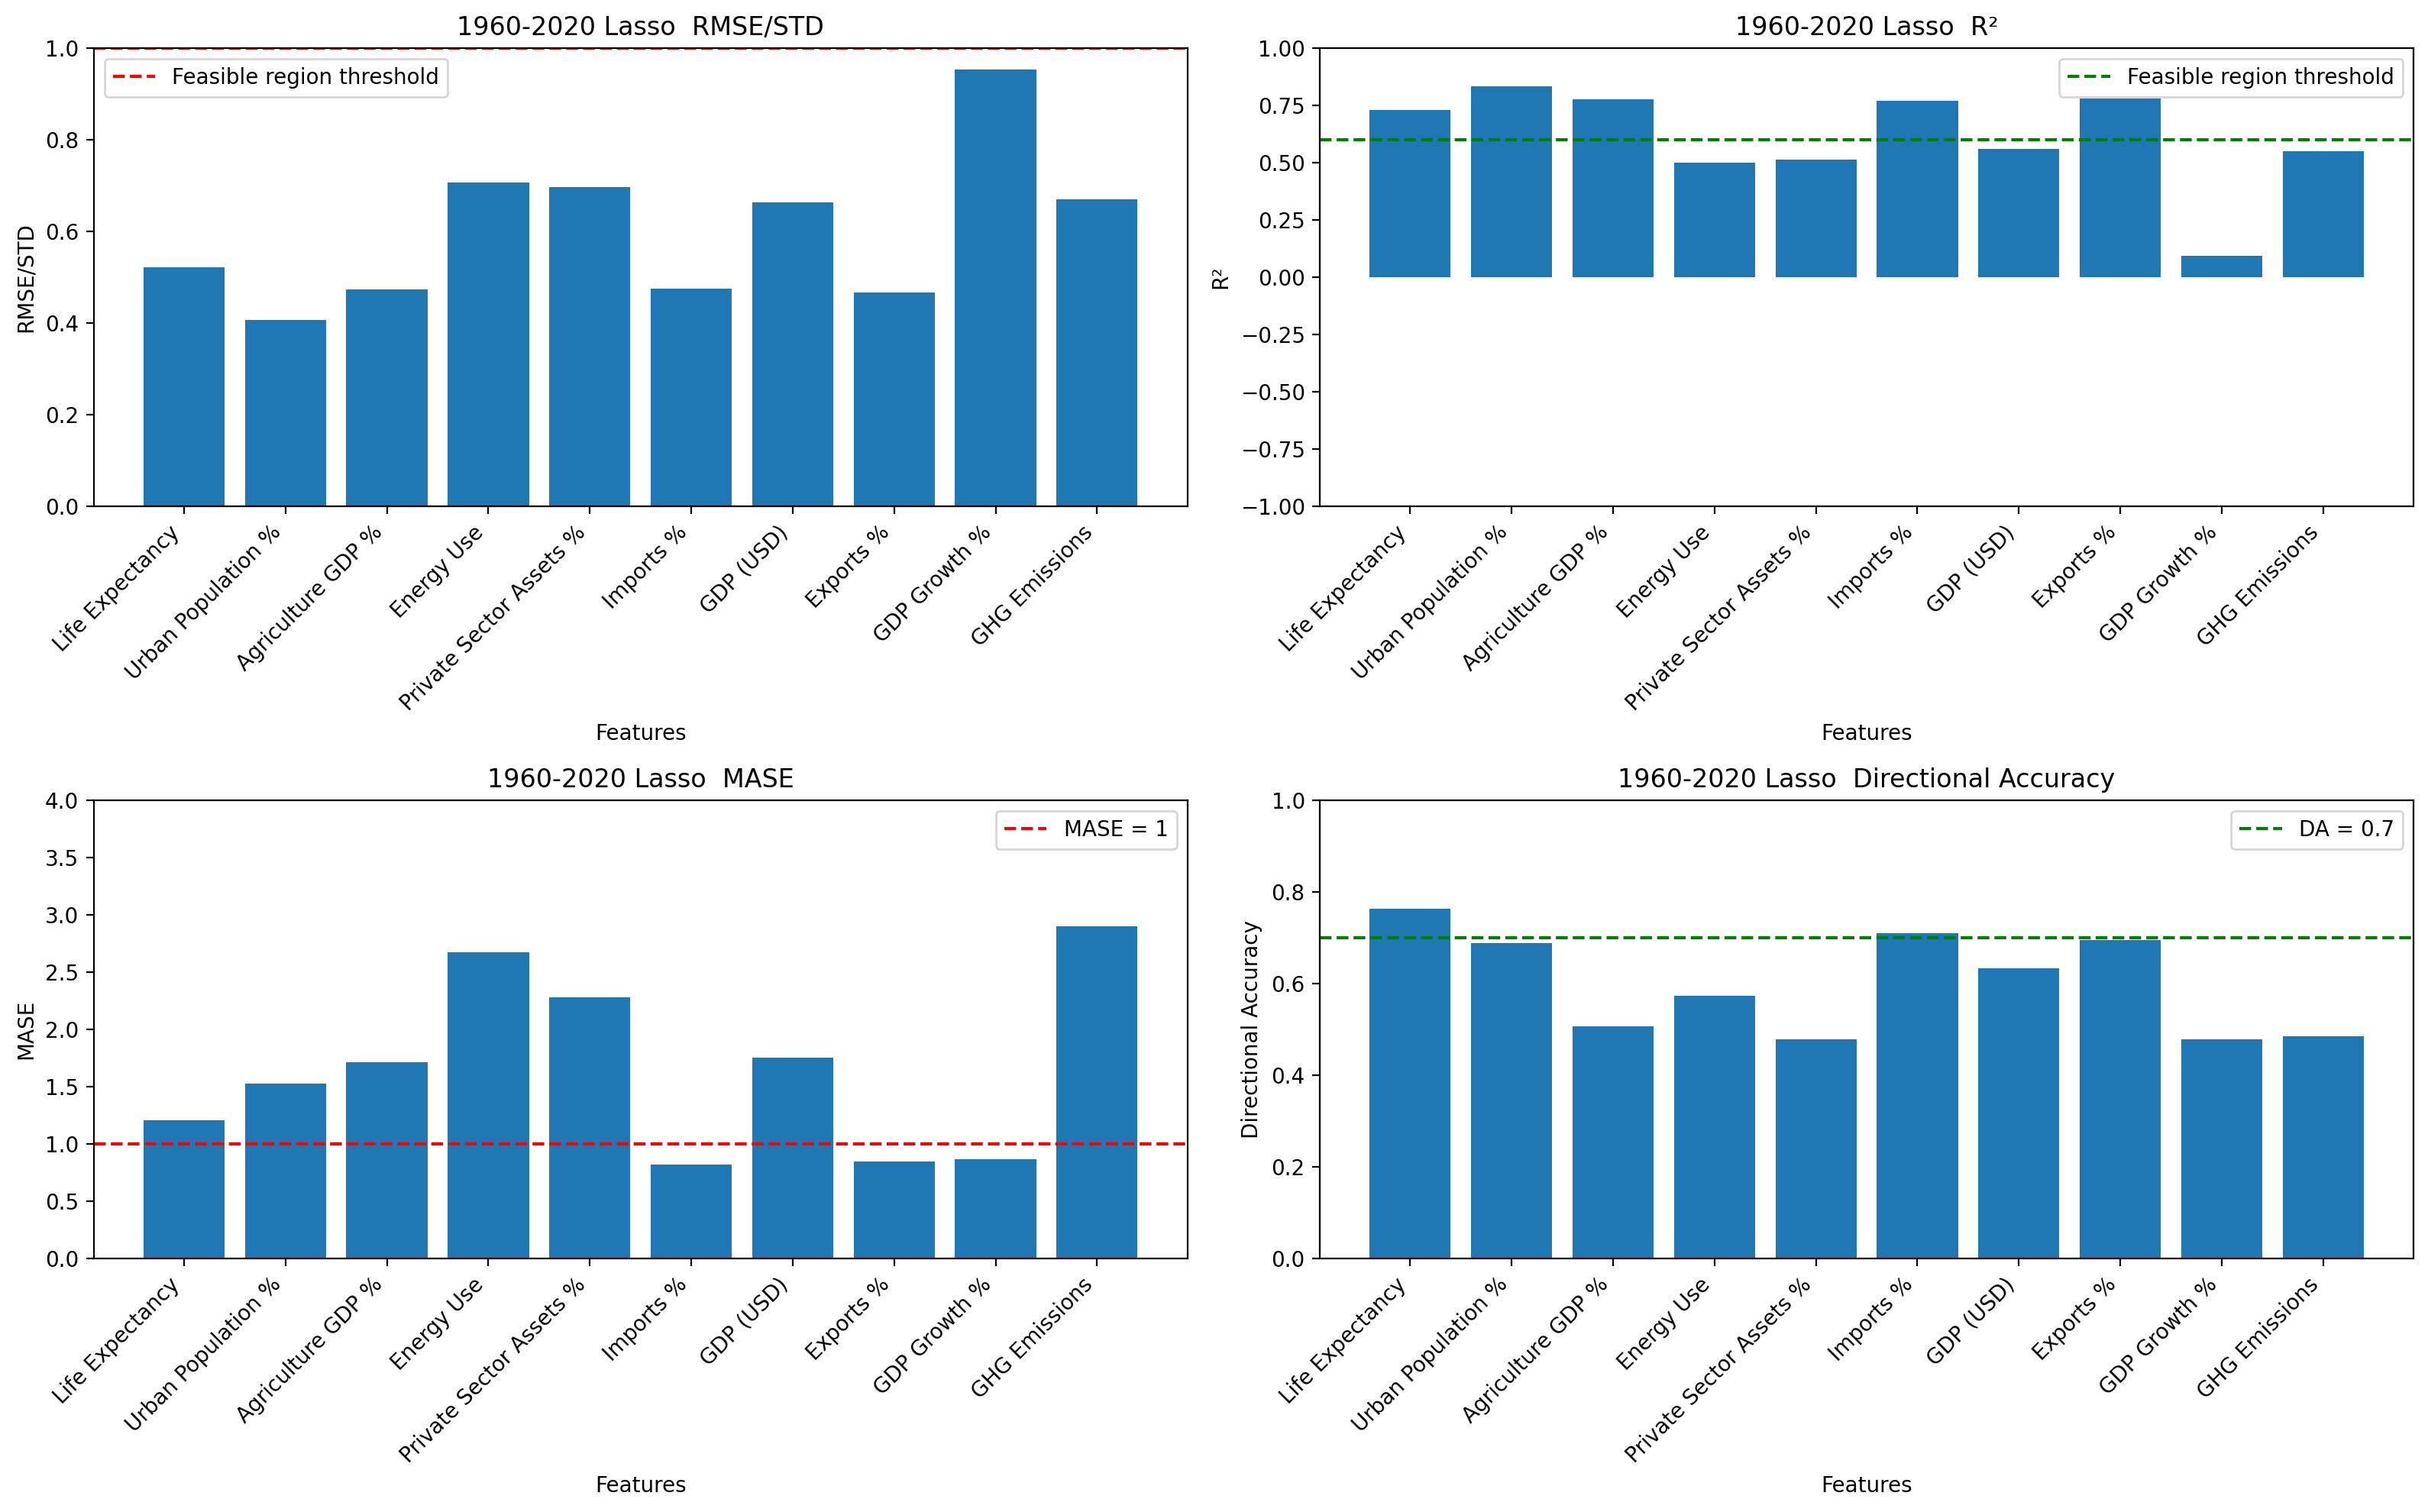 1960-2020 Lasso  RMSE/STD
Feasible region threshold
RMSE/STD
1.0
0.8
0.6
0.4
0.2
0.0
Life Expectancy
Urban Population %
Agriculture GDP %
Energy Use
Private Sector Assets %
Imports %
GDP (USD)
Exports %
GDP Growth %
GHG Emissions
Features
1960-2020 Lasso  R²
Feasible region threshold
R²
1.00
0.75
0.50
0.25
0.00
−0.25
−0.50
−0.75
−1.00
Life Expectancy
Urban Population %
Agriculture GDP %
Energy Use
Private Sector Assets %
Imports %
GDP (USD)
Exports %
GDP Growth %
GHG Emissions
Features
1960-2020 Lasso  MASE
MASE = 1
MASE
4.0
3.5
3.0
2.5
2.0
1.5
1.0
0.5
0.0
Life Expectancy
Urban Population %
Agriculture GDP %
Energy Use
Private Sector Assets %
Imports %
GDP (USD)
Exports %
GDP Growth %
GHG Emissions
Features
1960-2020 Lasso  Directional Accuracy
DA = 0.7
Directional Accuracy
1.0
0.8
0.6
0.4
0.2
0.0
Life Expectancy
Urban Population %
Agriculture GDP %
Energy Use
Private Sector Assets %
Imports %
GDP (USD)
Exports %
GDP Growth %
GHG Emissions
Features